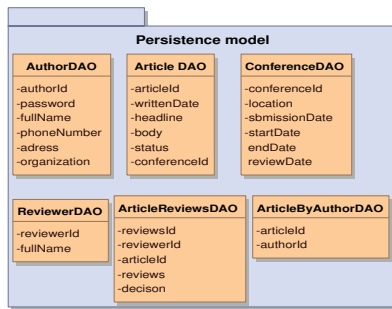 Persistence model
AuthorDAO
-authorId
-password
-fullName
-phoneNumber
-adress
-organization
Article DAO
-articleId
-writtenDate
-headline
-body
-status
-conferenceId
ConferenceDAO
-conferenceId
-location
-sbmissionDate
-startDate
endDate
reviewDate
ReviewerDAO
-reviewerId
-fullName
ArticleReviewsDAO
-reviewsId
-reviewerId
articleId
-reviews
-decison
ArticleByAuthorDAO
-articleId
-authorId